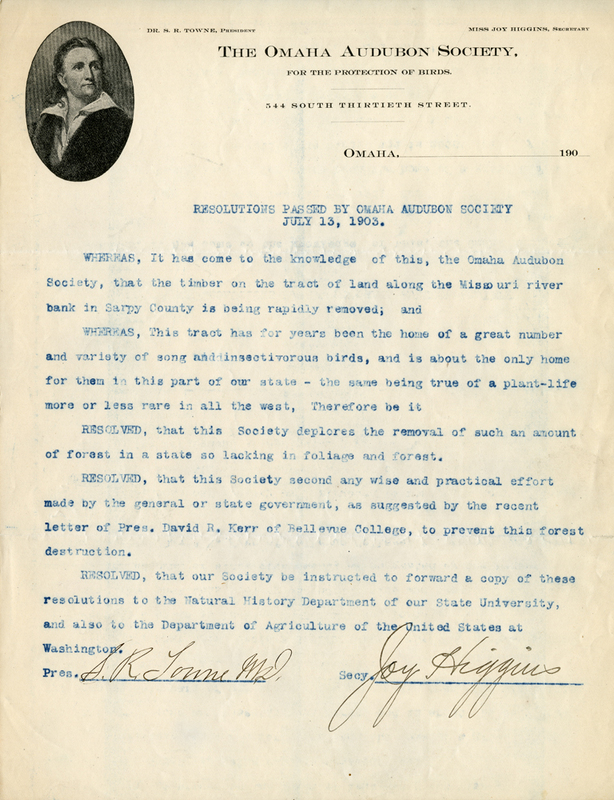 DR. S. R. TOWNE, PRESIDENT
MISS JOY HIGGINS, SECRETARY
THE OMAHA AUDUBON SOCIETY,
FOR THE PROTECTION OF BIRDS.
544 SOUTH THIRTIETH STREET.
OMAHA, 190
RESOLUTIONS PASSED BY OMAHA AUDUBON SOCIETY
JULY 13, 1903.
WHEREAS, It has come to the knowledge of this, the Omaha Audubon
Society, that the timber on the tract of land along the Missouri river
bank in Sarpy County is being rapidly removed; and
WHEREAS, This tract has for years been the home of a great number
and variety of song and insectivorous birds, and is about the only home
for them in this part of our state - the same being true of a plant-life
more or less rare in all the west, Therefore be it
RESOLVED, that this Society deplores the removal of such an amount
of forest in a state so lacking in foliage and forest.
RESOLVED, that this Society second any wise and practical effort
made by the general or state government, as suggested by the recent
letter of Pres. David R. Kerr of Bellevue College, to prevent this forest
destruction.
RESOLVED, that our Society be instructed to forward a copy of these
resolutions to the Natural History Department of our State University,
and also to the Department of Agriculture of the United States at
Washington.
Pres. S. R. Towne MD. Secy Joy Higgins